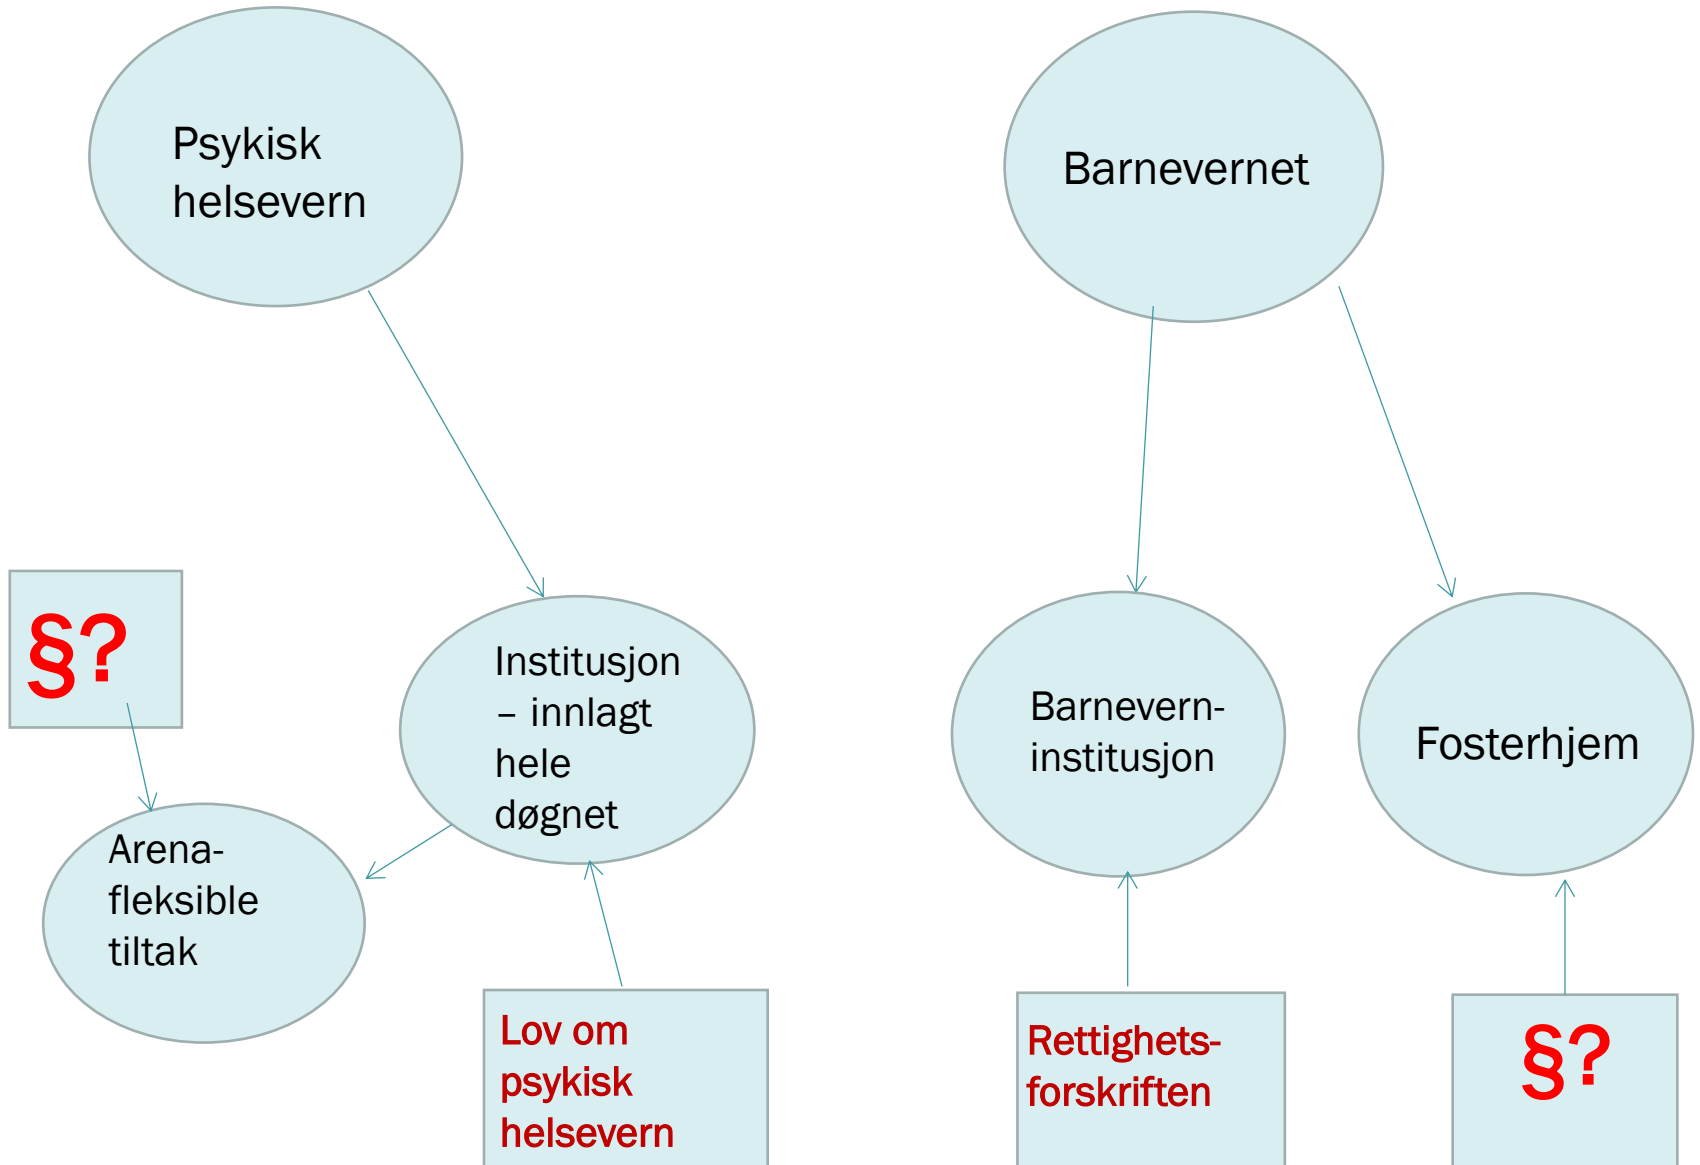 Psykisk
helsevern
Barnevernet
§?
Institusjon
– innlagt
hele
døgnet
Barnevern-
institusjon
Fosterhjem
Arena-
fleksible
tiltak
Lov om
psykisk
helsevern
Rettighets-
forskriften
§?